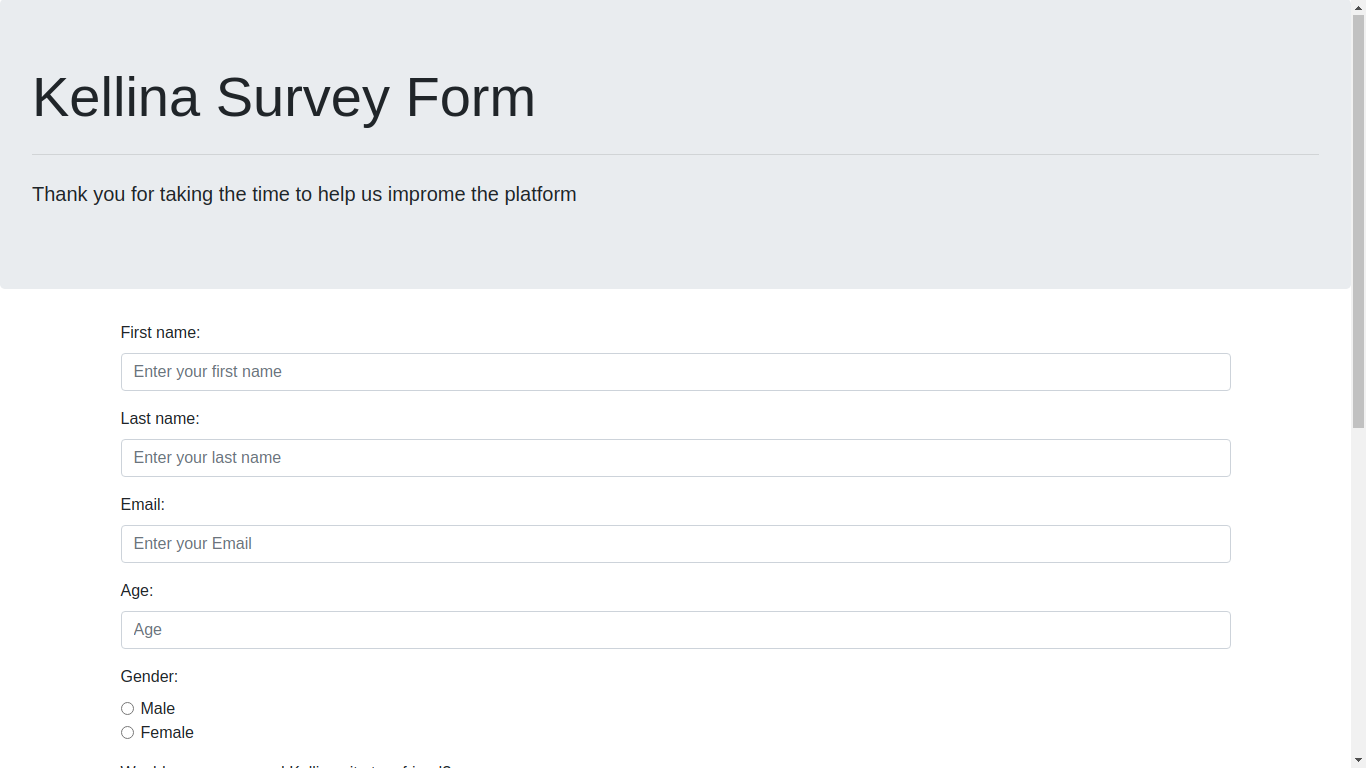 Kellina Survey Form
Thank you for taking the time to help us improme the platform
First name:
Enter your first name
Last name:
Enter your last name
Email:
Enter your Email
Age:
Age
Gender:
Male
Female